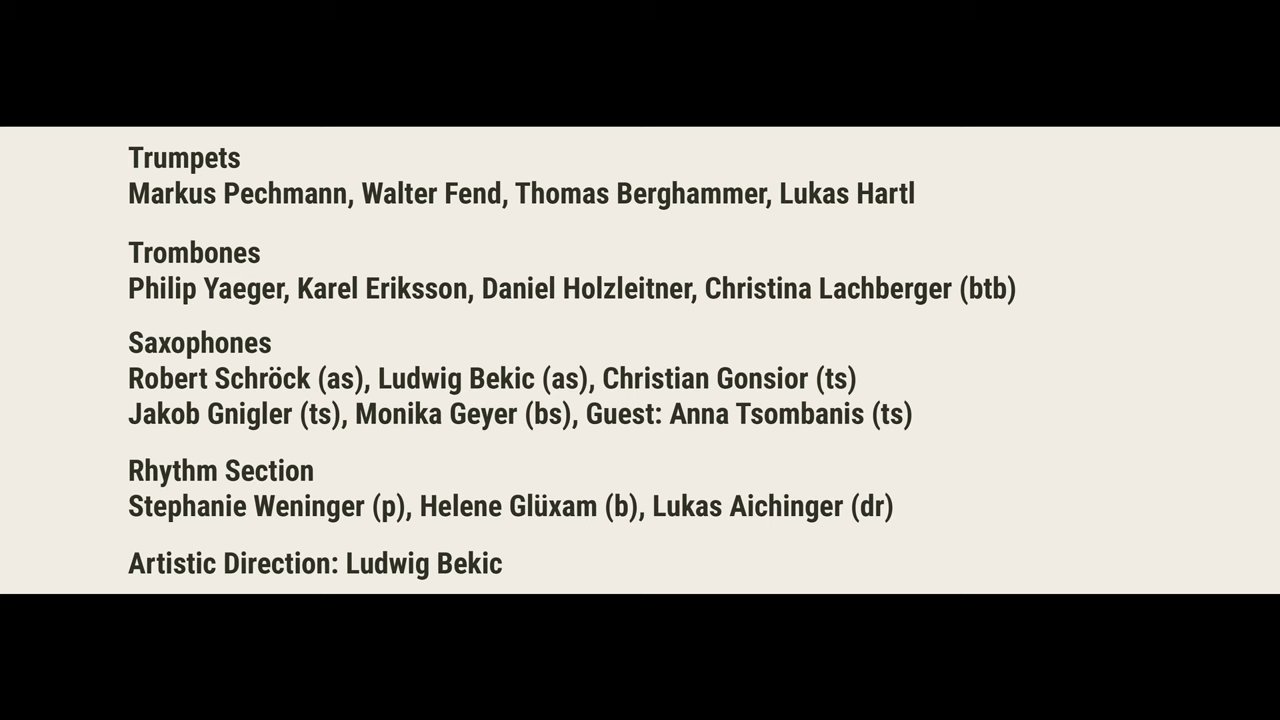 Trumpets
Markus Pechmann, Walter Fend, Thomas Berghammer, Lukas Hartl
Trombones
Philip Yaeger, Karel Eriksson, Daniel Holzleitner, Christina Lachberger (btb)
Saxophones
Robert Schröck (as), Ludwig Bekic (as), Christian Gonsior (ts)
Jakob Gnigler (ts), Monika Geyer (bs), Guest: Anna Tsombanis (ts)
Rhythm Section
Stephanie Weninger (p), Helene Glüxam (b), Lukas Aichinger (dr)
Artistic Direction: Ludwig Bekic